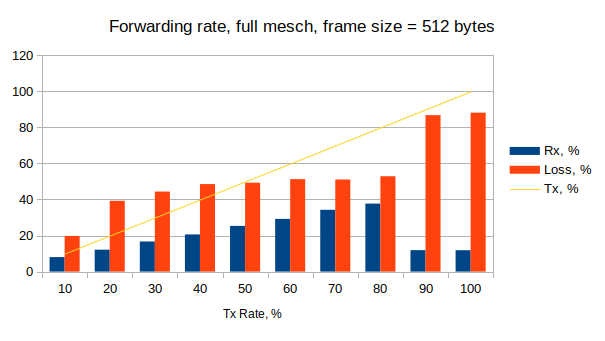 Forwarding rate, full mesch, frame size = 512 bytes
120
100
80
60
40
20
0
10 20 30 40 50 60 70 80 90 100
Tx Rate, %
Rx, %
Loss, %
Tx, %